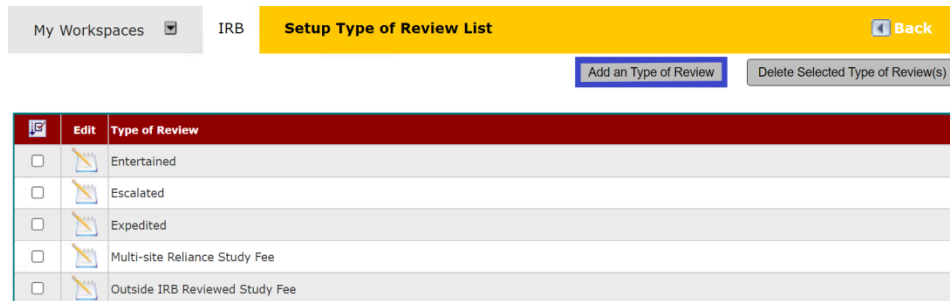 My Workspaces IRB Setup Type of Review List Back
Add an Type of Review Delete Selected Type of Review(s)
Edit Type of Review
Entertained
Escalated
Expedited
Multi-site Reliance Study Fee
Outside IRB Reviewed Study Fee